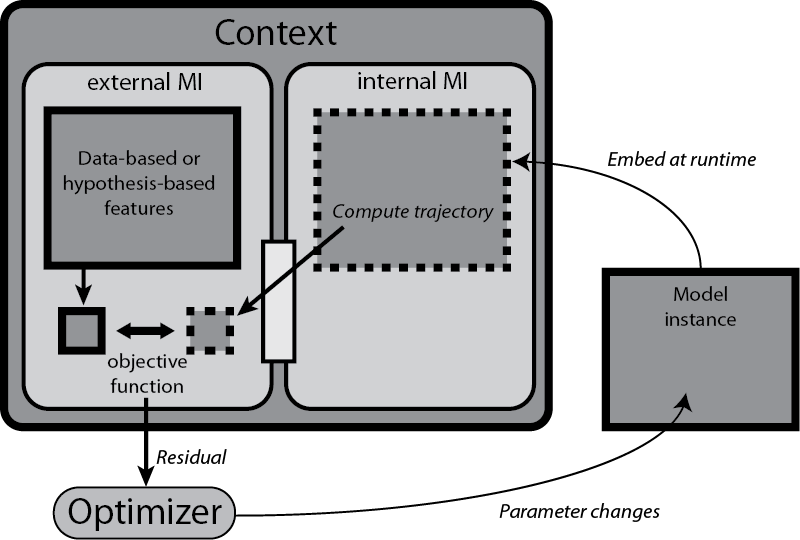 Context
external MI
internal MI
Data-based or
hypothesis-based
features
Compute trajectory
Embed at runtime
Model
instance
objective
function
Residual
Optimizer
Parameter changes